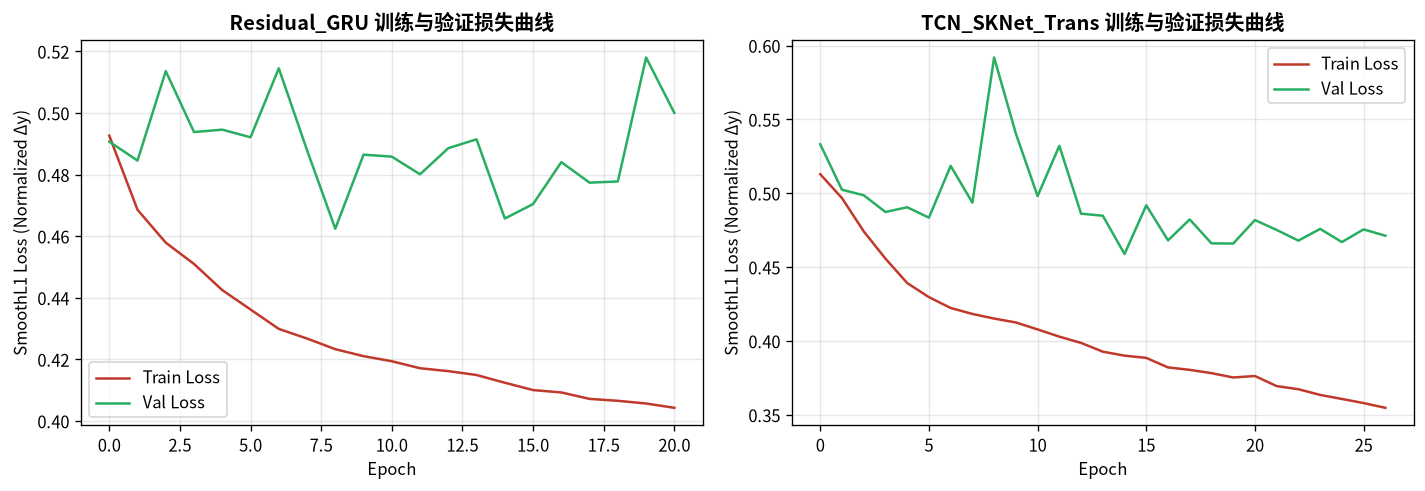 Residual_GRU 训练与验证损失曲线
SmoothL1 Loss (Normalized Δy)
0.52
0.50
0.48
0.46
0.44
0.42
0.40
Train Loss
Val Loss
0.0 2.5 5.0 7.5 10.0 12.5 15.0 17.5 20.0
Epoch
TCN_SKNet_Trans 训练与验证损失曲线
SmoothL1 Loss (Normalized Δy)
0.60
0.55
0.50
0.45
0.40
0.35
Train Loss
Val Loss
0 5 10 15 20 25
Epoch